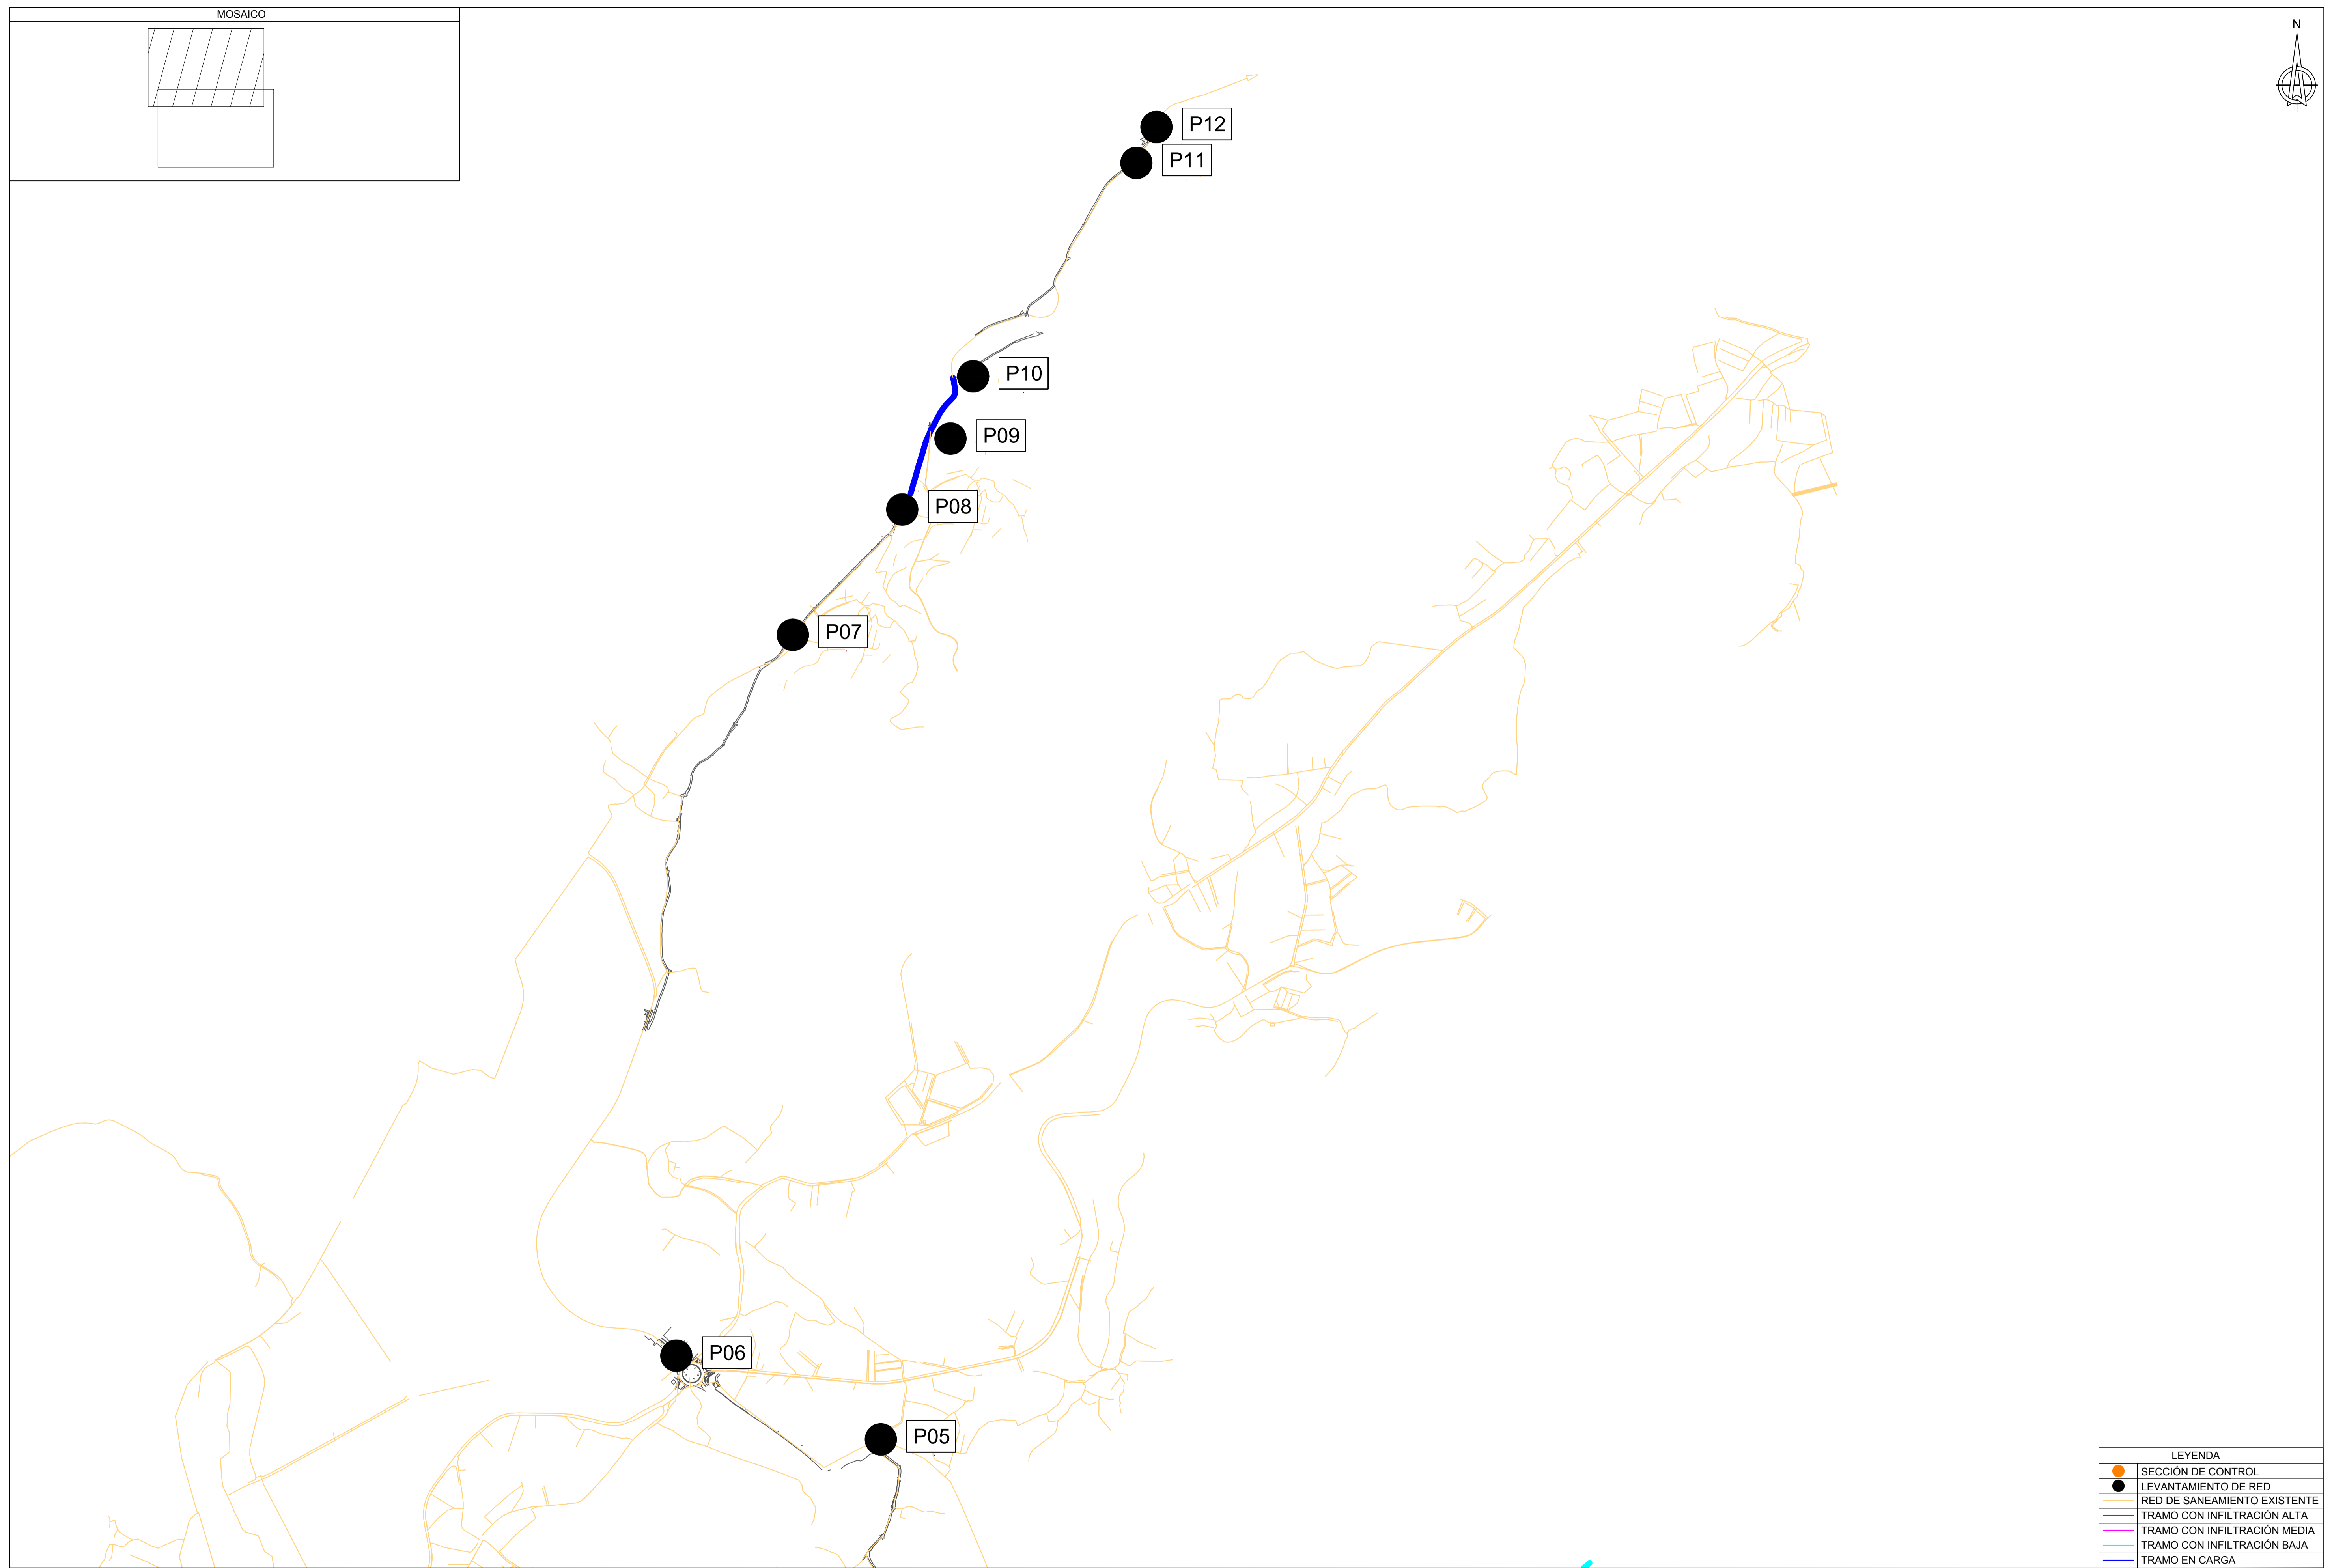 MOSAICO
N
P12
P11
P10
P09
P08
P07
P06
P05
LEYENDA
SECCIÓN DE CONTROL
LEVANTAMIENTO DE RED
RED DE SANEAMIENTO EXISTENTE
TRAMO CON INFILTRACIÓN ALTA
TRAMO CON INFILTRACIÓN MEDIA
TRAMO CON INFILTRACIÓN BAJA
TRAMO EN CARGA